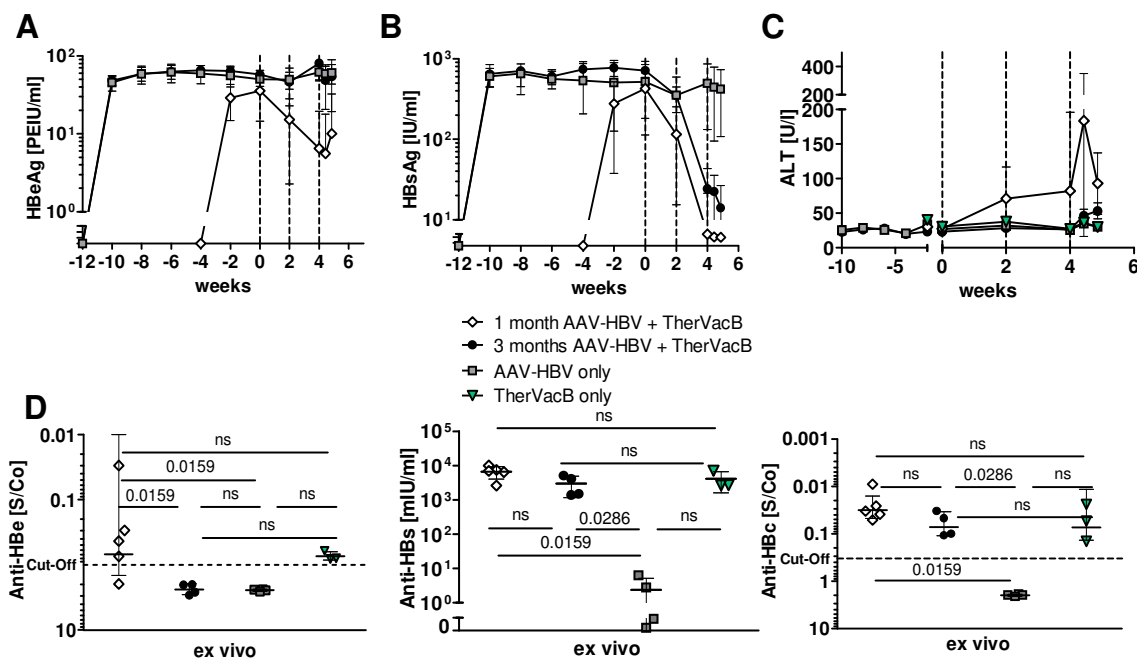 A
HBeAg [PEIU/ml]
10²
10¹
10⁰
-12 -10 -8 -6 -4 -2 0 2 4 6
weeks
B
HBsAg [IU/ml]
10³
10²
10¹
-12 -10 -8 -6 -4 -2 0 2 4 6
weeks
C
ALT [U/l]
400
200
200
150
100
50
0
-10 -5 0 2 4 6
weeks
1 month AAV-HBV + TherVacB
3 months AAV-HBV + TherVacB
AAV-HBV only
TherVacB only
D
Anti-HBe [S/Co]
0.01
0.1
Cut-Off
10
ns
0.0159
0.0159 ns ns
ns
ex vivo
Anti-HBs [mIU/ml]
10⁵
10⁴
10³
10²
10¹
10⁰
0
ns
ns
ns 0.0286 ns
0.0159
ex vivo
Anti-HBc [S/Co]
0.001
0.01
0.1
Cut-Off
1
10
ns
ns 0.0286 ns
ns
0.0159
ex vivo